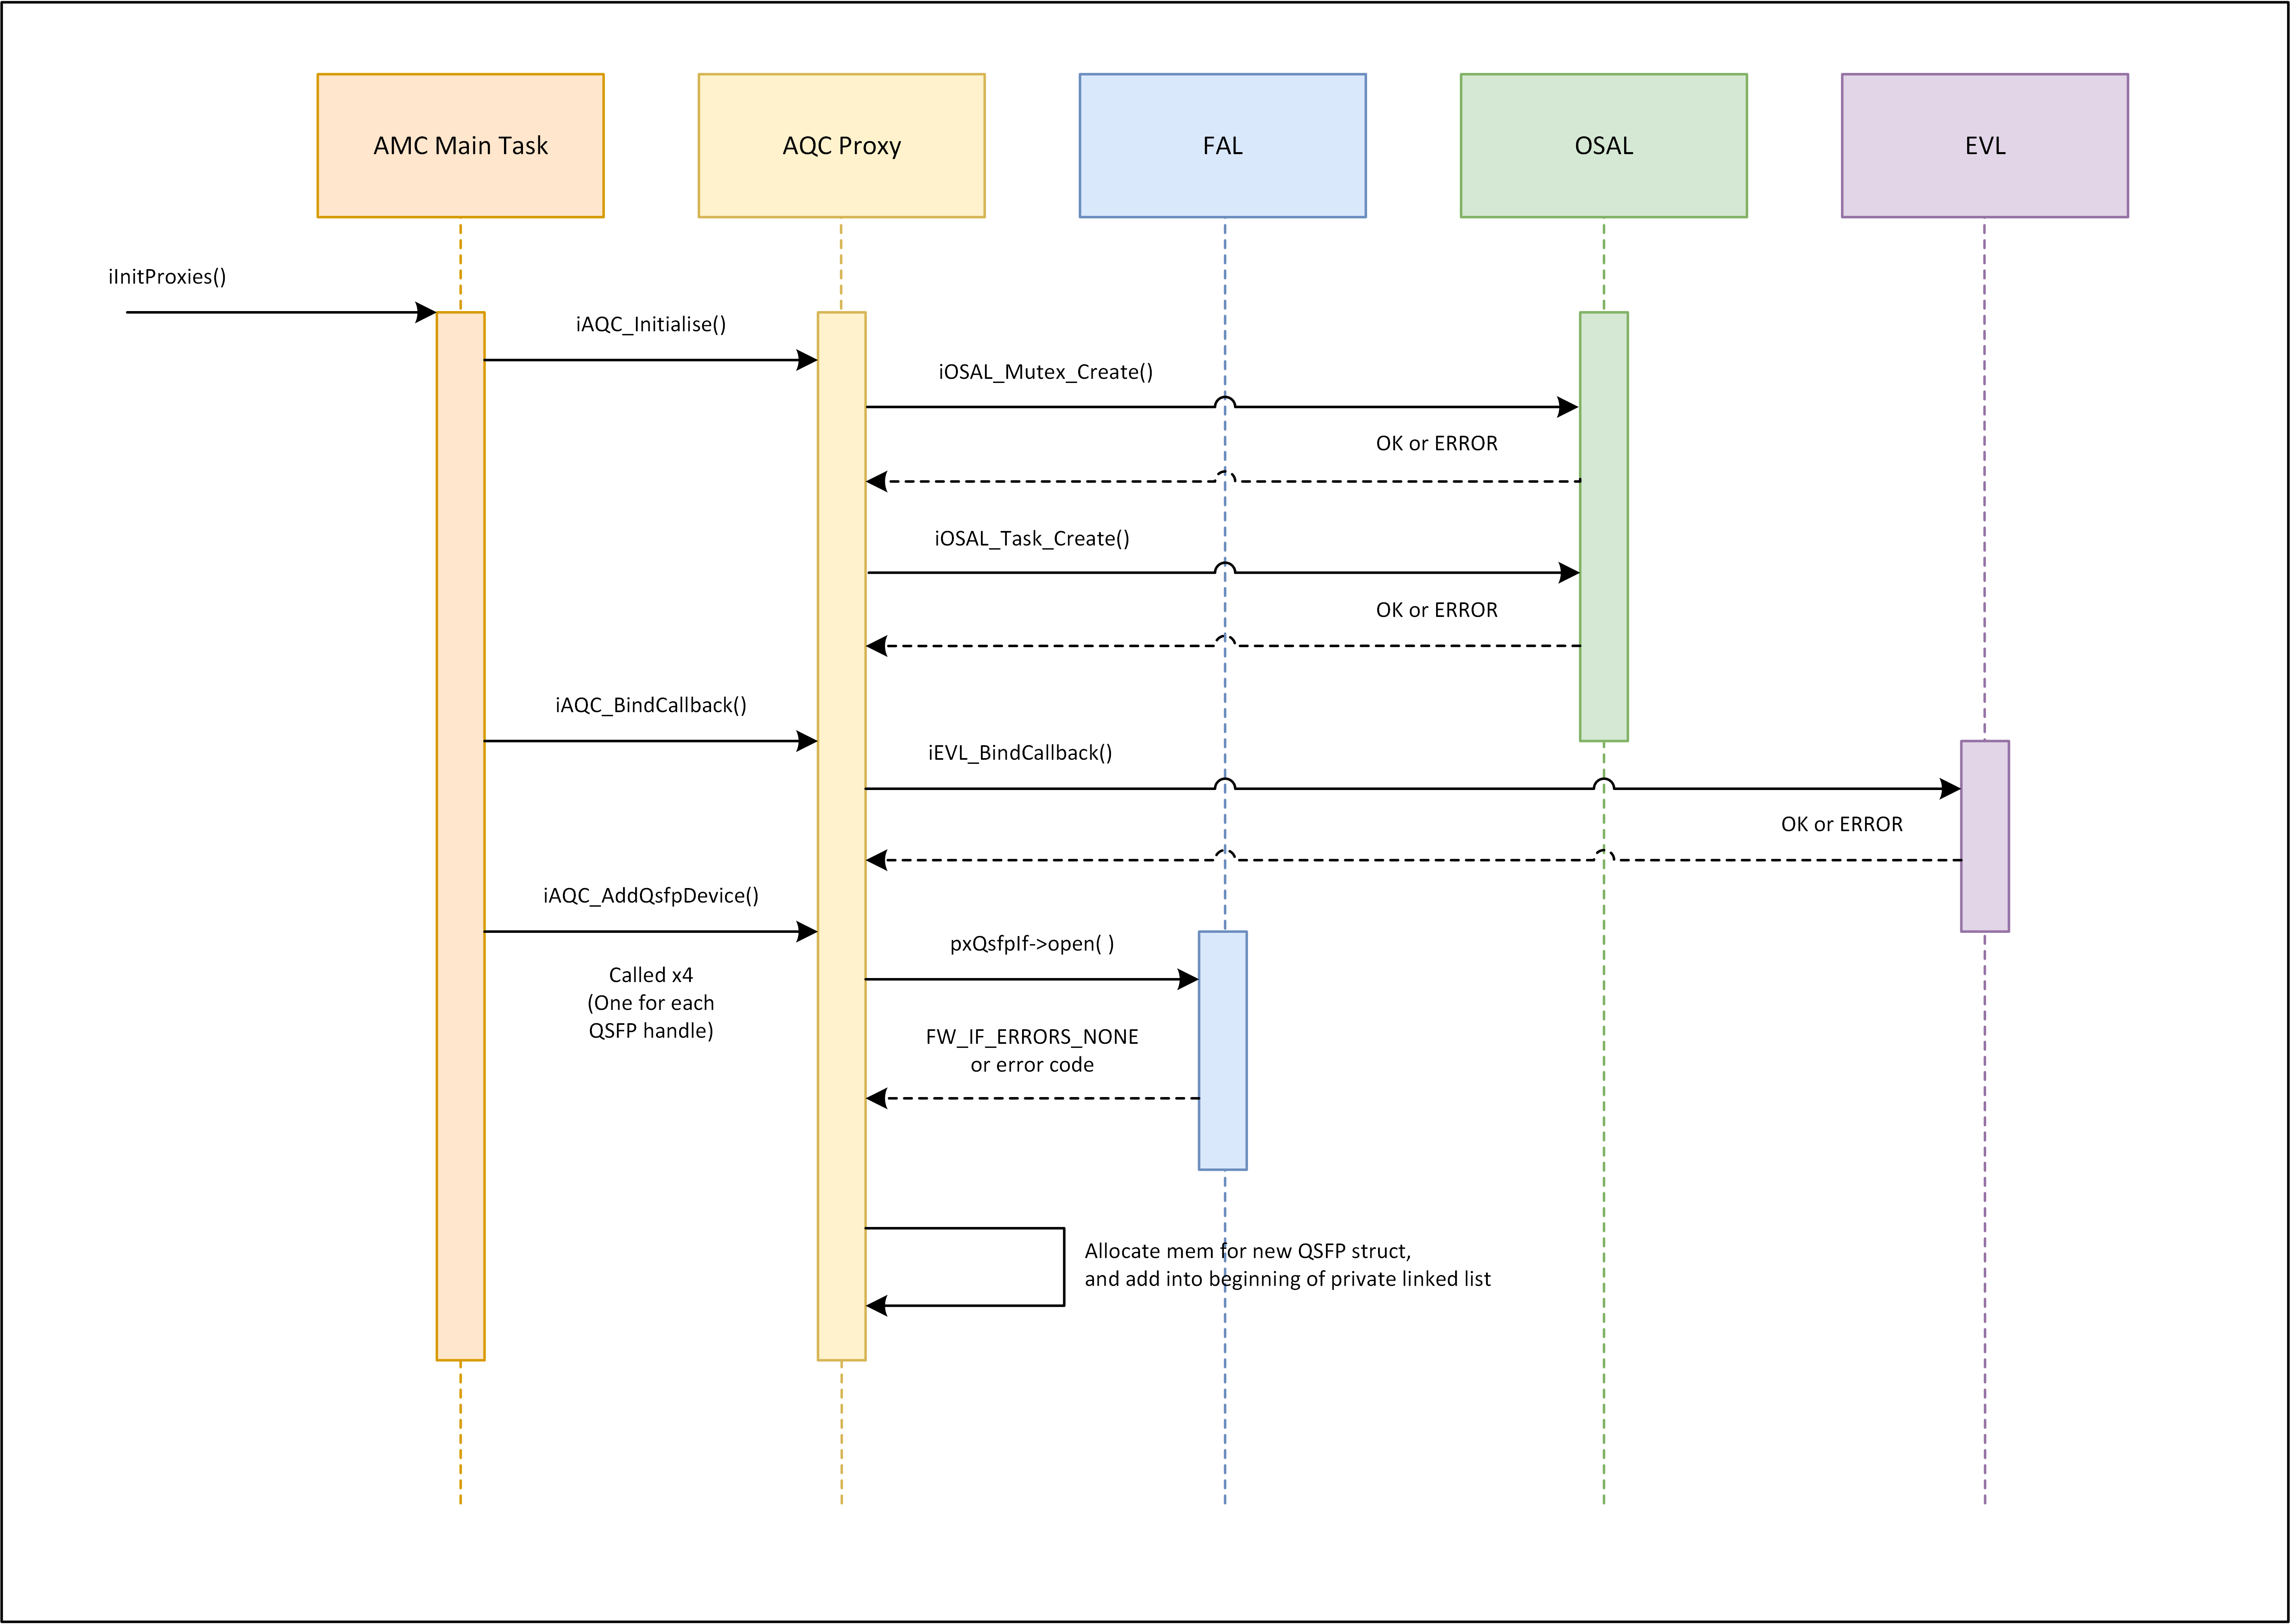 AMC Main Task
AQC Proxy
FAL
OSAL
EVL
iInitProxies()
iAQC_Initialise()
iOSAL_Mutex_Create()
OK or ERROR
iOSAL_Task_Create()
OK or ERROR
iAQC_BindCallback()
iEVL_BindCallback()
OK or ERROR
iAQC_AddQsfpDevice()
pxQsfpIf->open( )
Called x4
(One for each
QSFP handle)
FW_IF_ERRORS_NONE
or error code
Allocate mem for new QSFP struct,
and add into beginning of private linked list